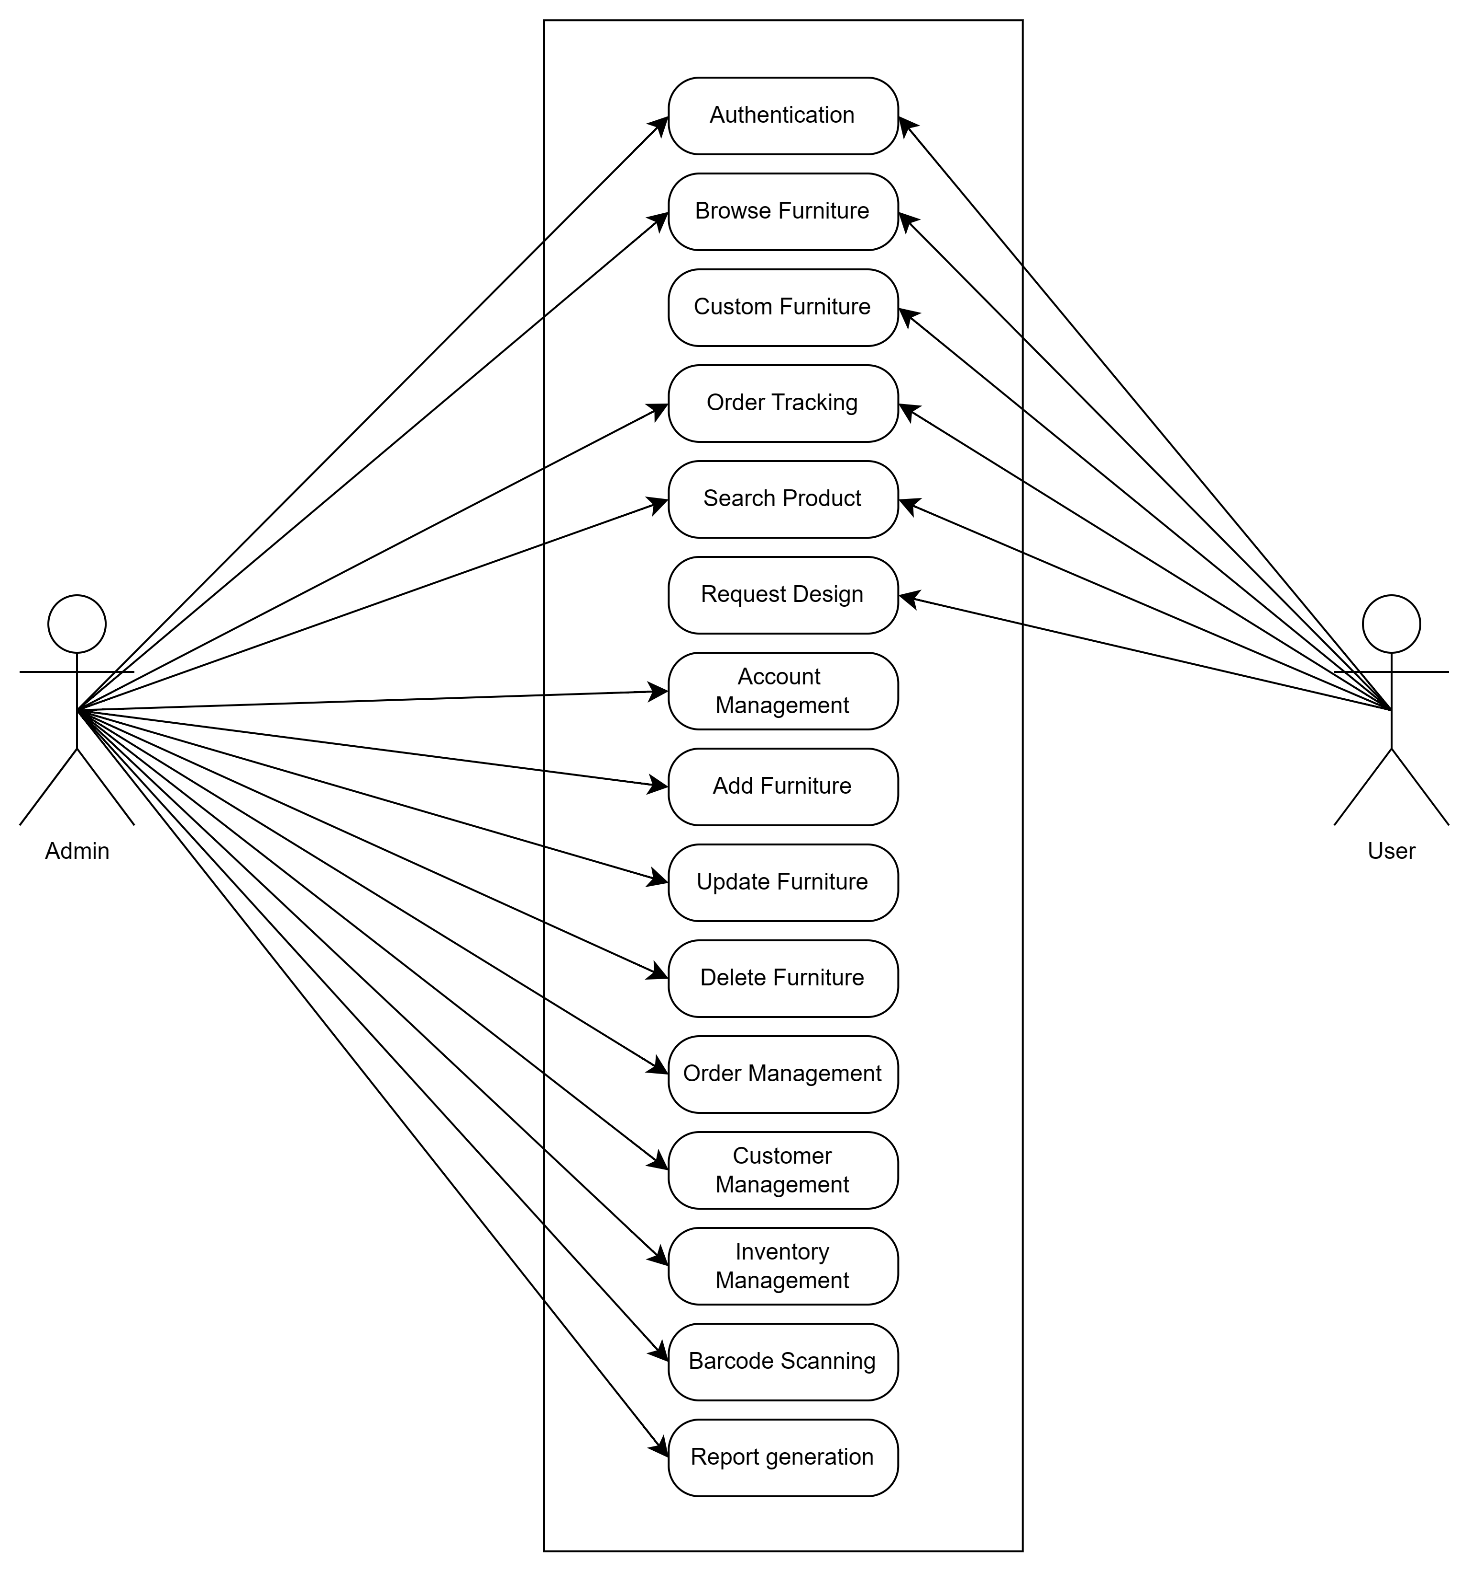 Authentication
Browse Furniture
Custom Furniture
Order Tracking
Search Product
Request Design
Account
Management
Add Furniture
Update Furniture
Delete Furniture
Order Management
Customer
Management
Inventory
Management
Barcode Scanning
Report generation
Admin
User